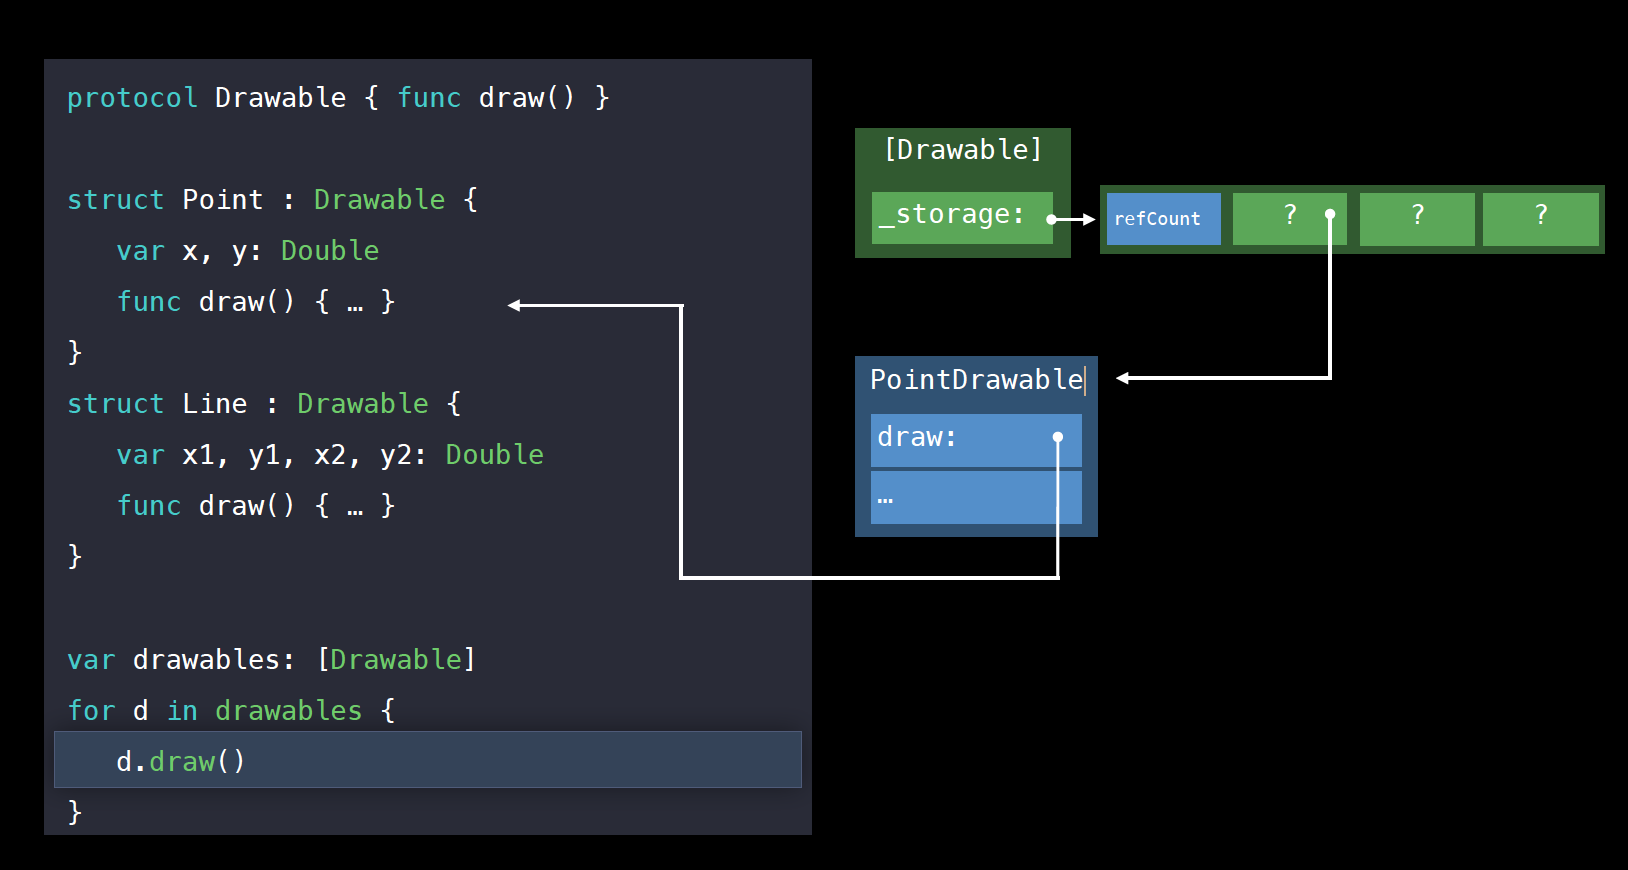 protocol Drawable { func draw() }
struct Point : Drawable {
   var x, y: Double
   func draw() { … }
}
struct Line : Drawable {
   var x1, y1, x2, y2: Double
   func draw() { … }
}
var drawables: [Drawable]
for d in drawables {
   d.draw()
}
[Drawable]
_storage:
refCount ? ? ?
PointDrawable
draw:
…